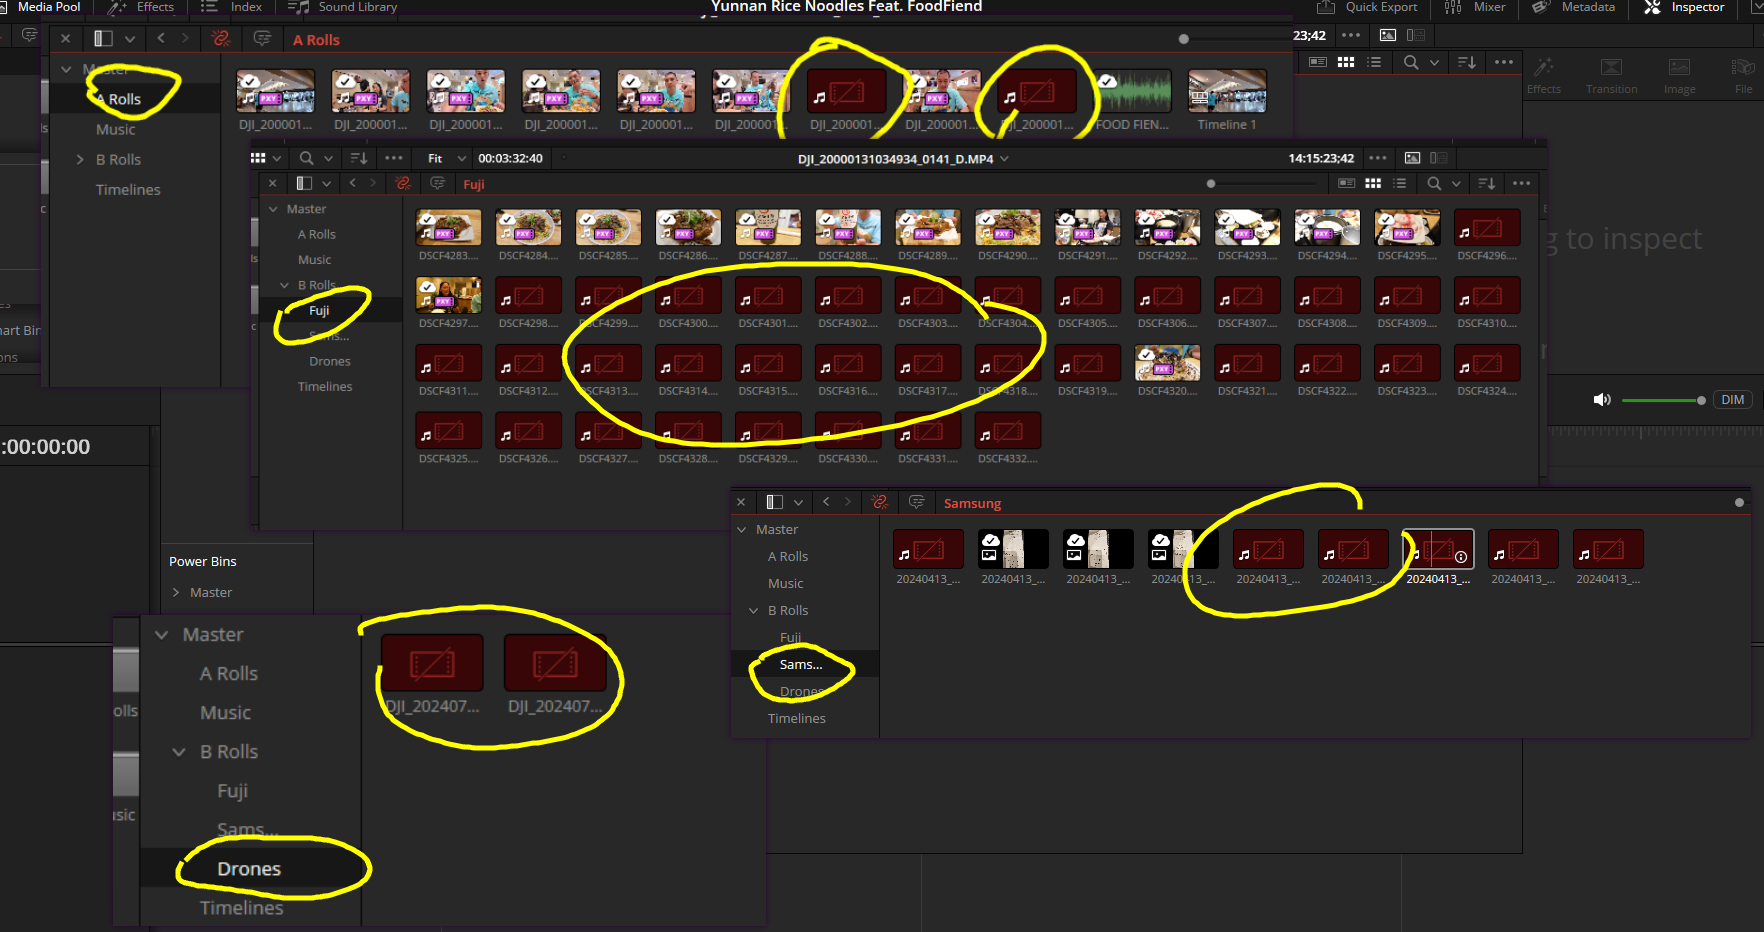 Media Pool Effects Index Sound Library Yunnan Rice Noodles Feat. FoodFiend Quick Export Mixer Metadata Inspector
A Rolls
23;42
Master
A Rolls
Music
B Rolls
Timelines
DJI_200001... DJI_200001... DJI_200001... DJI_200001... DJI_200001... DJI_200001... DJI_200001... DJI_200001... DJI_200001... FOOD FIEN... Timeline 1
Effects Transition Image File
Fit 00:03:32:40 DJI_20000131034934_0141_D.MP4 14:15:23;42
Fuji
Master
A Rolls
Music
B Rolls
Fuji
Sams...
Drones
Timelines
DSCF4283.... DSCF4284.... DSCF4285.... DSCF4286.... DSCF4287.... DSCF4288.... DSCF4289.... DSCF4290.... DSCF4291.... DSCF4292.... DSCF4293.... DSCF4294.... DSCF4295.... DSCF4296....
DSCF4297.... DSCF4298.... DSCF4299.... DSCF4300.... DSCF4301.... DSCF4302.... DSCF4303.... DSCF4304.... DSCF4305.... DSCF4306.... DSCF4307.... DSCF4308.... DSCF4309.... DSCF4310....
DSCF4311.... DSCF4312.... DSCF4313.... DSCF4314.... DSCF4315.... DSCF4316.... DSCF4317.... DSCF4318.... DSCF4319.... DSCF4320.... DSCF4321.... DSCF4322.... DSCF4323.... DSCF4324....
DSCF4325.... DSCF4326.... DSCF4327.... DSCF4328.... DSCF4329.... DSCF4330.... DSCF4331.... DSCF4332....
to inspect
DIM
:00:00:00
Power Bins
Master
Samsung
Master
A Rolls
Music
B Rolls
Fuji
Sams...
Drones
Timelines
20240413_... 20240413_... 20240413_... 20240413_... 20240413_... 20240413_... 20240413_... 20240413_... 20240413_...
Master
A Rolls
Music
B Rolls
Fuji
Sams...
Drones
Timelines
DJI_202407... DJI_202407...